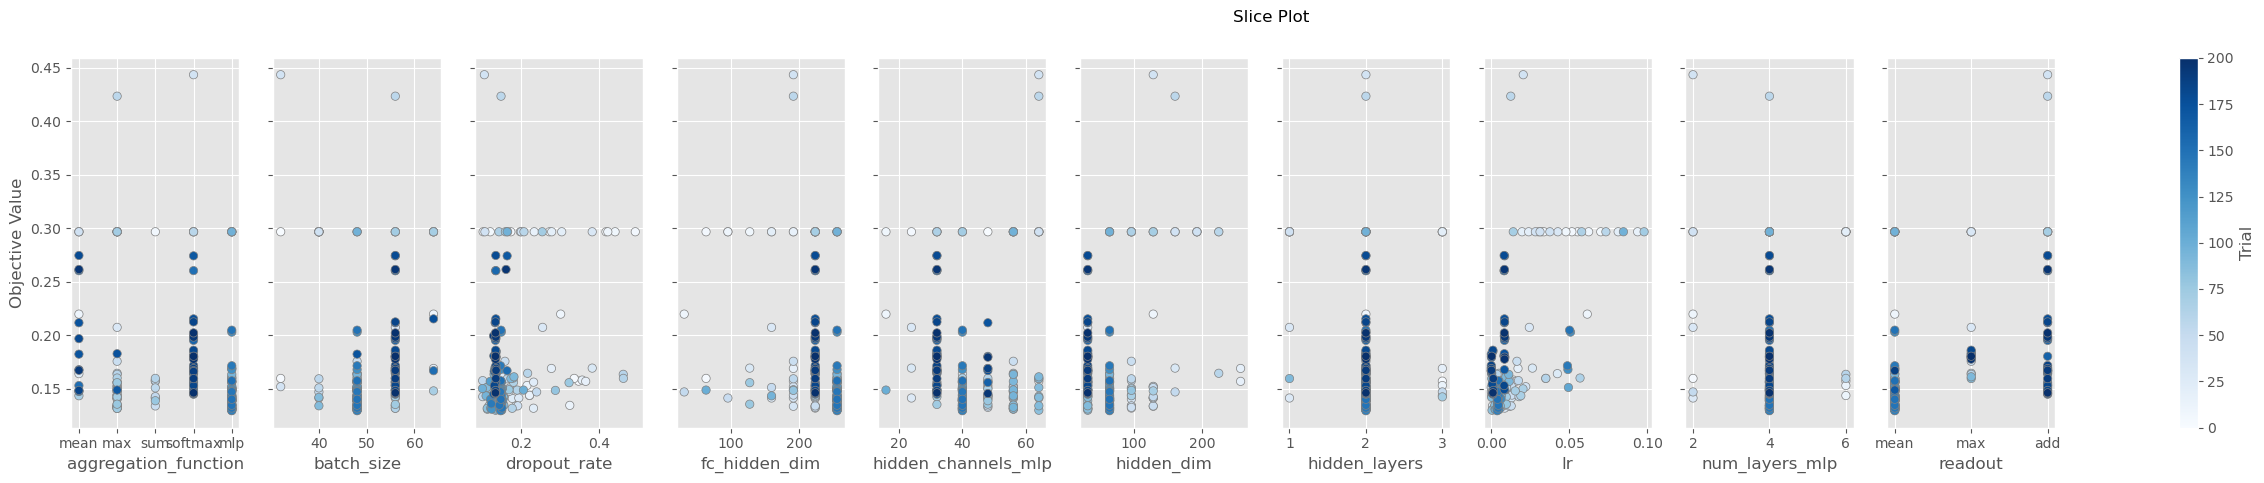 Slice Plot
Objective Value
0.45
0.40
0.35
0.30
0.25
0.20
0.15
mean max sum softmax mlp
aggregation_function
40 50 60
batch_size
0.2 0.4
dropout_rate
100 200
fc_hidden_dim
20 40 60
hidden_channels_mlp
100 200
hidden_dim
1 2 3
hidden_layers
0.00 0.05 0.10
lr
2 4 6
num_layers_mlp
mean max add
readout
200
175
150
125
100
75
50
25
0
Trial